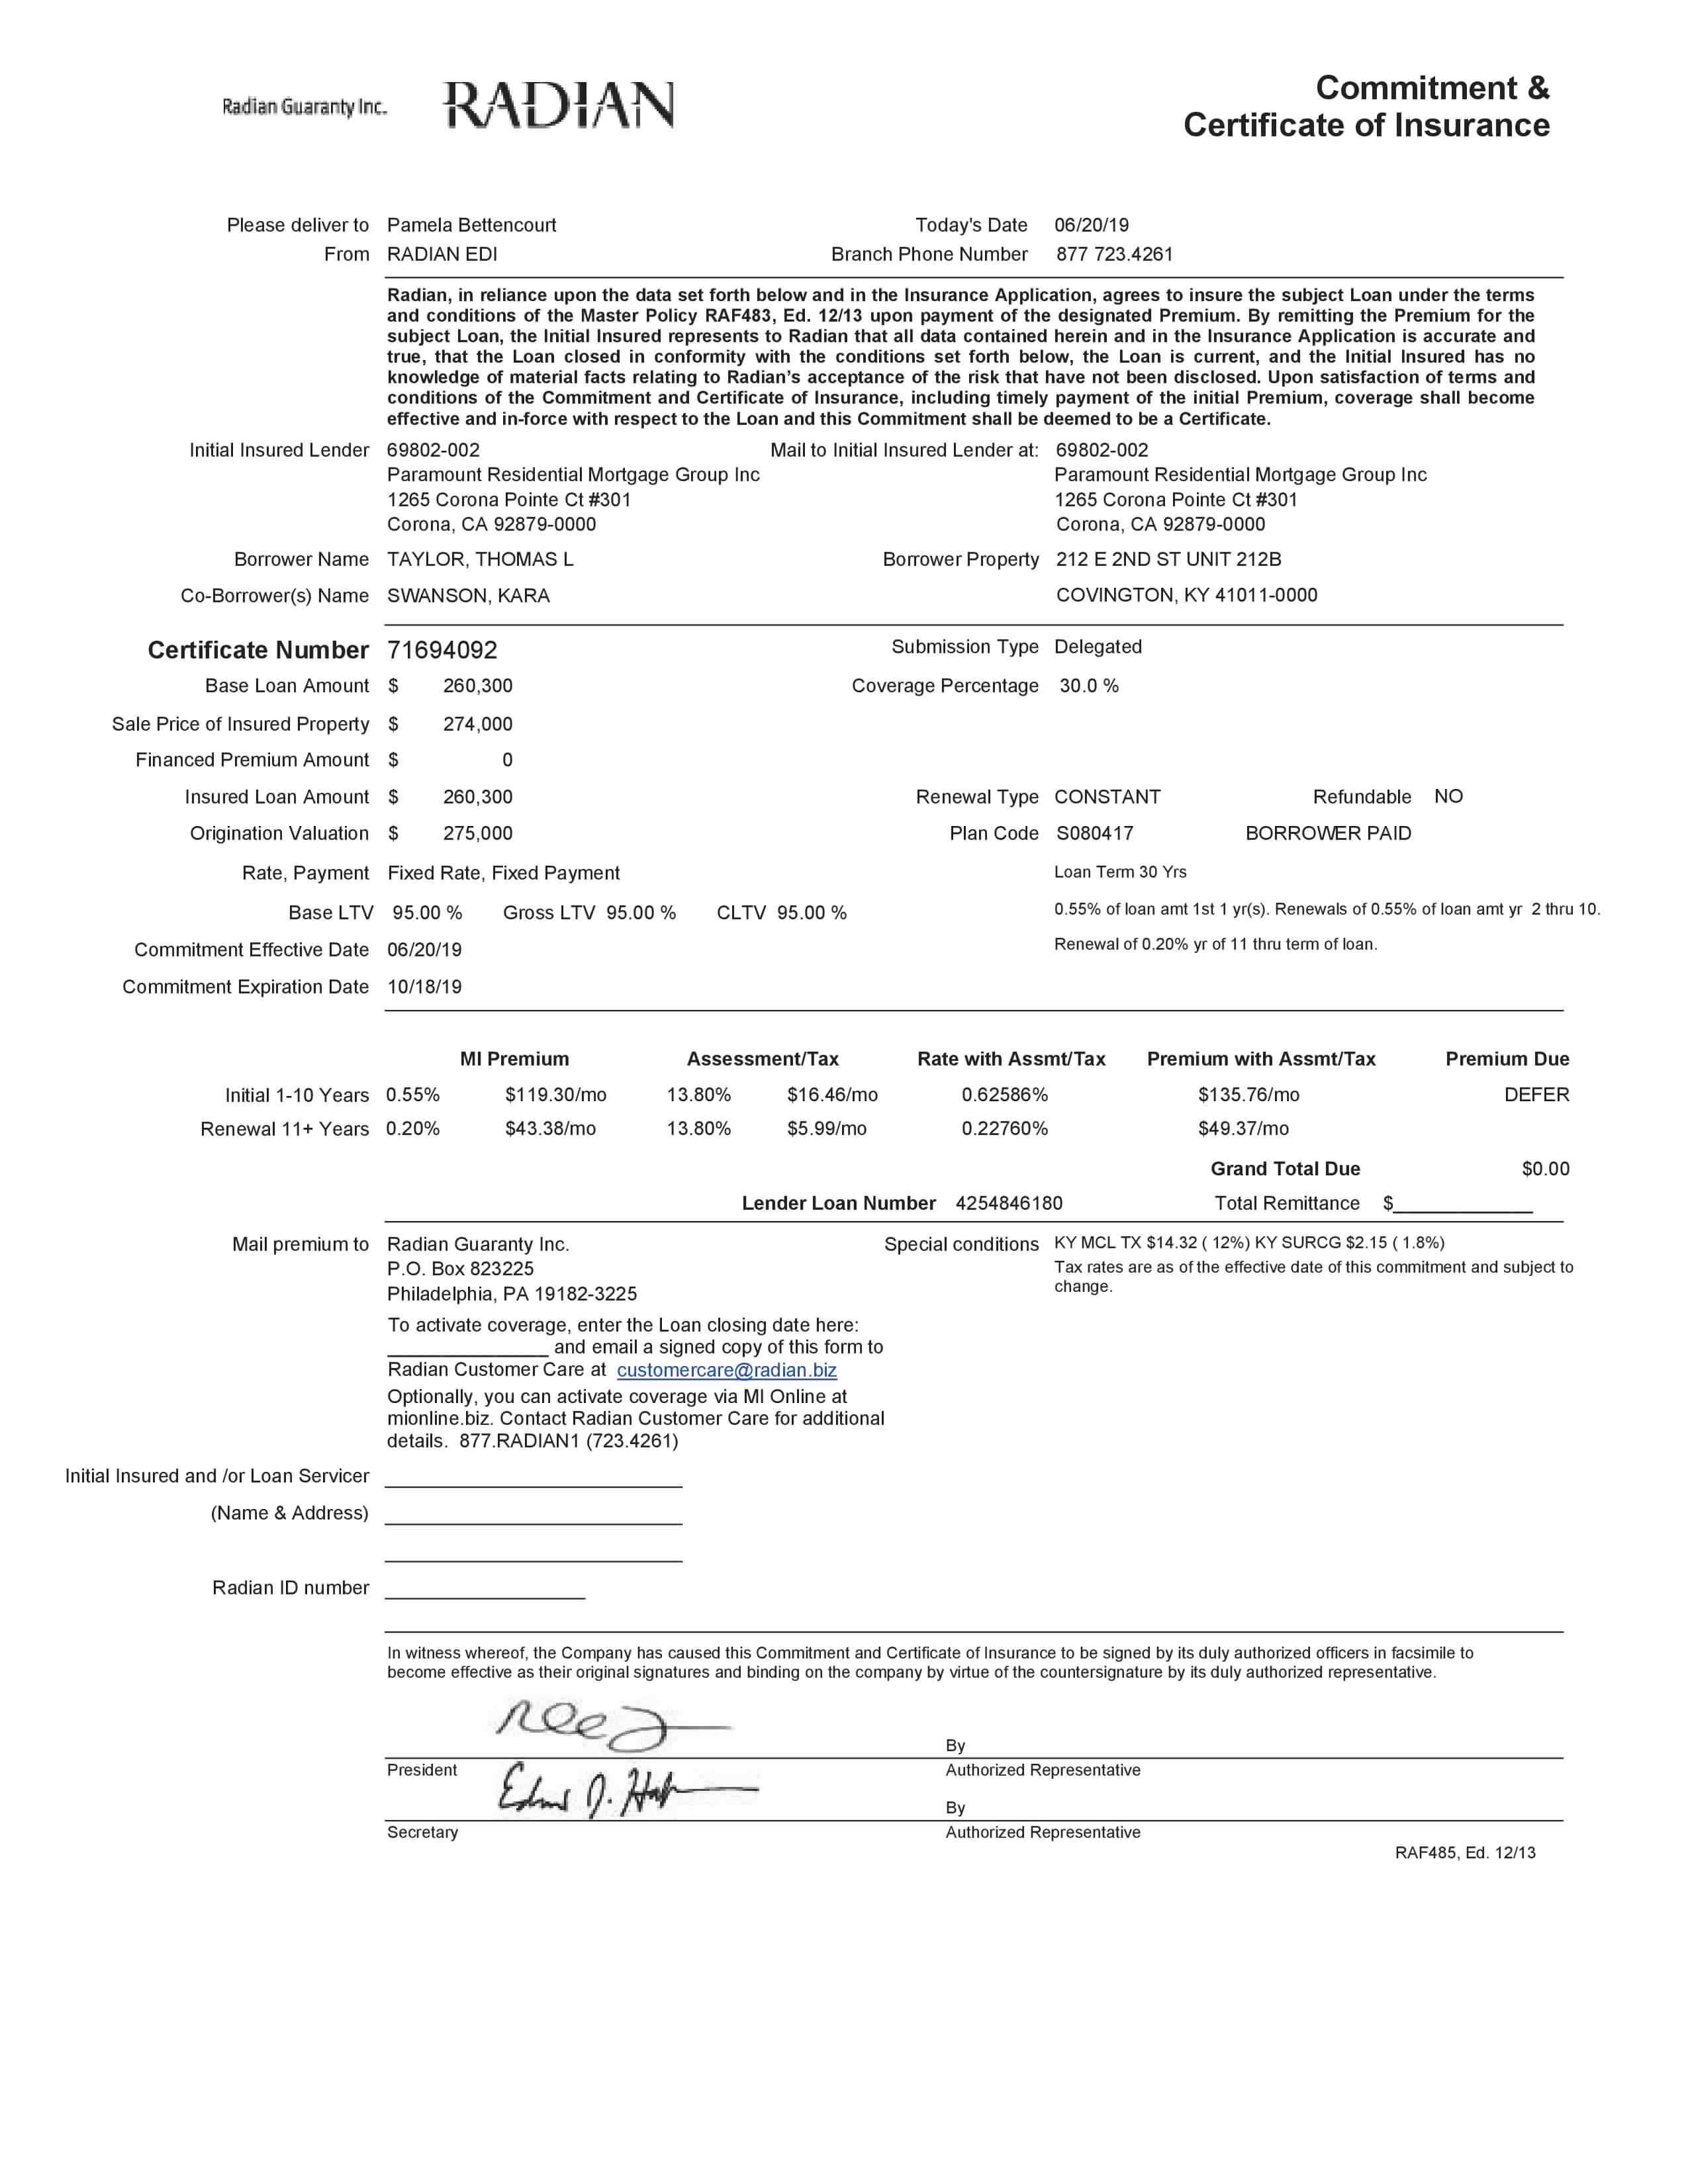 Radian Guaranty Inc. RADIAN
Commitment &
Certificate of Insurance
Please deliver to Pamela Bettencourt Today's Date 06/20/19
From RADIAN EDI Branch Phone Number 877 723.4261
Radian, in reliance upon the data set forth below and in the Insurance Application, agrees to insure the subject Loan under the terms
and conditions of the Master Policy RAF483, Ed. 12/13 upon payment of the designated Premium. By remitting the Premium for the
subject Loan, the Initial Insured represents to Radian that all data contained herein and in the Insurance Application is accurate and
true, that the Loan closed in conformity with the conditions set forth below, the Loan is current, and the Initial Insured has no
knowledge of material facts relating to Radian’s acceptance of the risk that have not been disclosed. Upon satisfaction of terms and
conditions of the Commitment and Certificate of Insurance, including timely payment of the initial Premium, coverage shall become
effective and in-force with respect to the Loan and this Commitment shall be deemed to be a Certificate.
Initial Insured Lender 69802-002 Mail to Initial Insured Lender at: 69802-002
Paramount Residential Mortgage Group Inc Paramount Residential Mortgage Group Inc
1265 Corona Pointe Ct #301 1265 Corona Pointe Ct #301
Corona, CA 92879-0000 Corona, CA 92879-0000
Borrower Name TAYLOR, THOMAS L Borrower Property 212 E 2ND ST UNIT 212B
Co-Borrower(s) Name SWANSON, KARA COVINGTON, KY 41011-0000
Certificate Number 71694092 Submission Type Delegated
Base Loan Amount $ 260,300 Coverage Percentage 30.0 %
Sale Price of Insured Property $ 274,000
Financed Premium Amount $ 0
Insured Loan Amount $ 260,300 Renewal Type CONSTANT Refundable NO
Origination Valuation $ 275,000 Plan Code S080417 BORROWER PAID
Rate, Payment Fixed Rate, Fixed Payment Loan Term 30 Yrs
Base LTV 95.00 % Gross LTV 95.00 % CLTV 95.00 % 0.55% of loan amt 1st 1 yr(s). Renewals of 0.55% of loan amt yr 2 thru 10.
Commitment Effective Date 06/20/19 Renewal of 0.20% yr of 11 thru term of loan.
Commitment Expiration Date 10/18/19
MI Premium Assessment/Tax Rate with Assmt/Tax Premium with Assmt/Tax Premium Due
Initial 1-10 Years 0.55% $119.30/mo 13.80% $16.46/mo 0.62586% $135.76/mo DEFER
Renewal 11+ Years 0.20% $43.38/mo 13.80% $5.99/mo 0.22760% $49.37/mo
Grand Total Due $0.00
Lender Loan Number 4254846180 Total Remittance $
Mail premium to Radian Guaranty Inc. Special conditions KY MCL TX $14.32 ( 12%) KY SURCG $2.15 ( 1.8%)
P.O. Box 823225 Tax rates are as of the effective date of this commitment and subject to
Philadelphia, PA 19182-3225 change.
To activate coverage, enter the Loan closing date here:
and email a signed copy of this form to
Radian Customer Care at customercare@radian.biz
Optionally, you can activate coverage via MI Online at
mionline.biz. Contact Radian Customer Care for additional
details. 877.RADIAN1 (723.4261)
Initial Insured and /or Loan Servicer
(Name & Address)
Radian ID number
In witness whereof, the Company has caused this Commitment and Certificate of Insurance to be signed by its duly authorized officers in facsimile to
become effective as their original signatures and binding on the company by virtue of the countersignature by its duly authorized representative.
By
President Authorized Representative
By
Secretary Authorized Representative
RAF485, Ed. 12/13